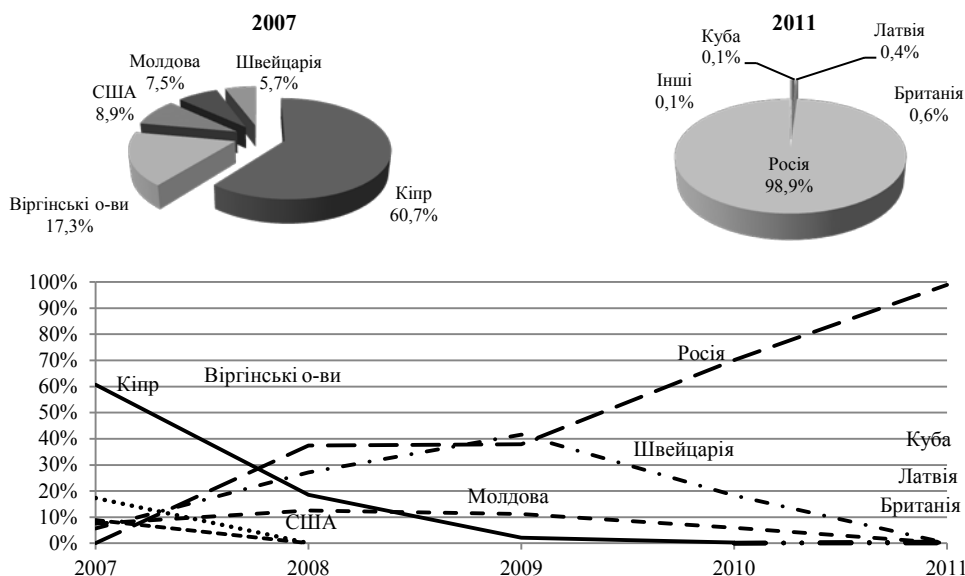 2007
Молдова
7,5%
Швейцарія
5,7%
США
8,9%
Віргінські о-ви
17,3%
Кіпр
60,7%
2011
Куба
0,1%
Латвія
0,4%
Інші
0,1%
Британія
0,6%
Росія
98,9%
100%
90%
80%
70%
60%
50%
40%
30%
20%
10%
0%
Кіпр
Віргінські о-ви
Росія
Швейцарія
Куба
Латвія
Молдова
Британія
США
2007
2008
2009
2010
2011